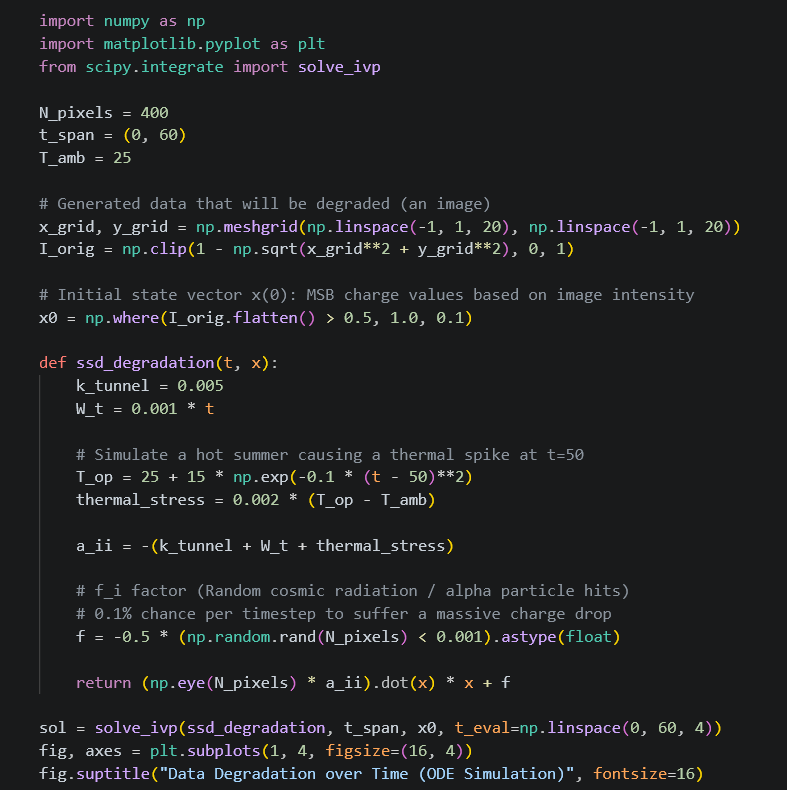 import numpy as np
import matplotlib.pyplot as plt
from scipy.integrate import solve_ivp
N_pixels = 400
t_span = (0, 60)
T_amb = 25
# Generated data that will be degraded (an image)
x_grid, y_grid = np.meshgrid(np.linspace(-1, 1, 20), np.linspace(-1, 1, 20))
I_orig = np.clip(1 - np.sqrt(x_grid**2 + y_grid**2), 0, 1)
# Initial state vector x(0): MSB charge values based on image intensity
x0 = np.where(I_orig.flatten() > 0.5, 1.0, 0.1)
def ssd_degradation(t, x):
    k_tunnel = 0.005
    W_t = 0.001 * t
    # Simulate a hot summer causing a thermal spike at t=50
    T_op = 25 + 15 * np.exp(-0.1 * (t - 50)**2)
    thermal_stress = 0.002 * (T_op - T_amb)
    a_ii = -(k_tunnel + W_t + thermal_stress)
    # f_i factor (Random cosmic radiation / alpha particle hits)
    # 0.1% chance per timestep to suffer a massive charge drop
    f = -0.5 * (np.random.rand(N_pixels) < 0.001).astype(float)
    return (np.eye(N_pixels) * a_ii).dot(x) * x + f
sol = solve_ivp(ssd_degradation, t_span, x0, t_eval=np.linspace(0, 60, 4))
fig, axes = plt.subplots(1, 4, figsize=(16, 4))
fig.suptitle("Data Degradation over Time (ODE Simulation)", fontsize=16)